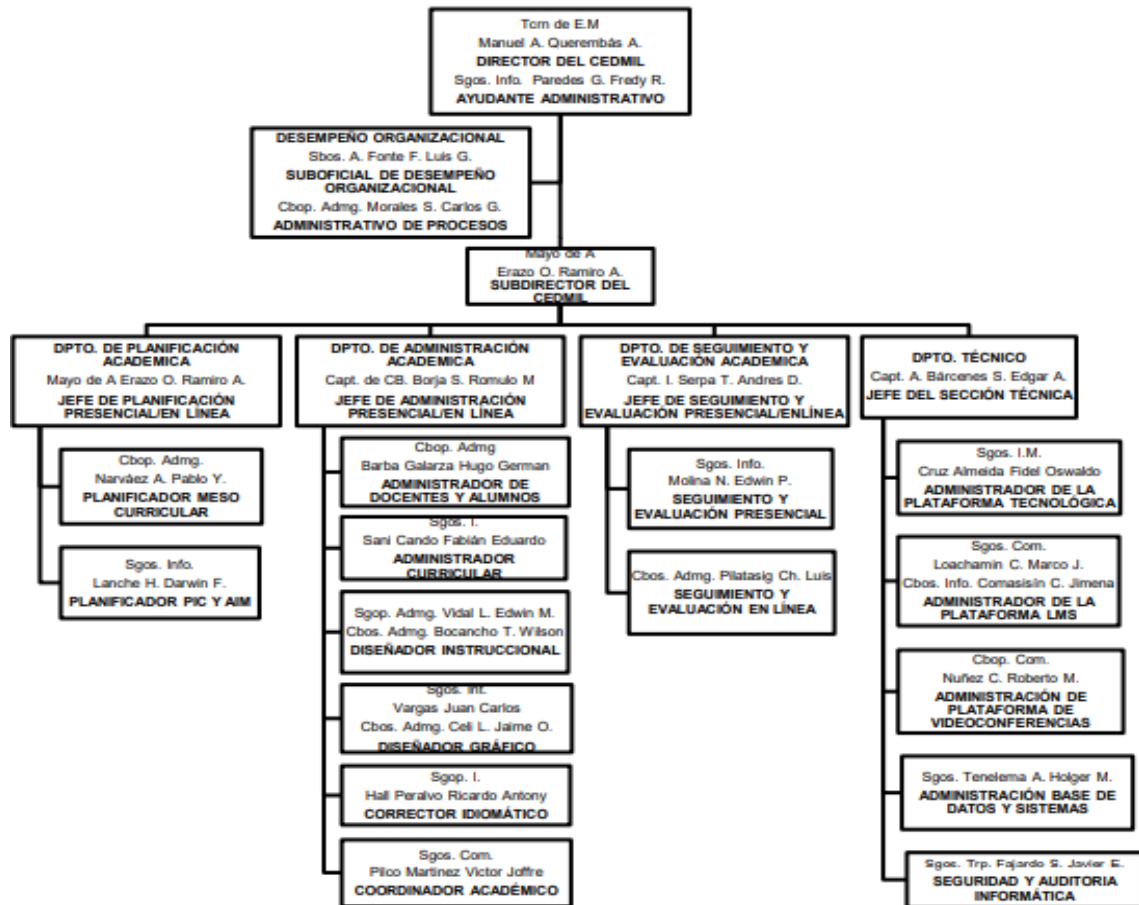 Tcrn de E.M
Manuel A. Querembás A.
DIRECTOR DEL CEDMIL
Sgos. Info. Paredes G. Fredy R.
AYUDANTE ADMINISTRATIVO
DESEMPEÑO ORGANIZACIONAL
Sbos. A. Fonte F. Luis G.
SUBOFICIAL DE DESEMPEÑO
ORGANIZACIONAL
Cbop. Admg. Morales S. Carlos G.
ADMINISTRATIVO DE PROCESOS
Mayo de A
Erazo O. Ramiro A.
SUBDIRECTOR DEL
CEDMIL
DPTO. DE PLANIFICACIÓN
ACADEMICA
Mayo de A Erazo O. Ramiro A.
JEFE DE PLANIFICACIÓN
PRESENCIAL/EN LÍNEA
Cbop. Admg.
Narváez A. Pablo Y.
PLANIFICADOR MESO
CURRICULAR
Sgos. Info.
Lanche H. Darwin F.
PLANIFICADOR PIC Y AIM
DPTO. DE ADMINISTRACIÓN
ACADEMICA
Capt. de CB. Borja S. Romulo M
JEFE DE ADMINISTRACIÓN
PRESENCIAL/EN LÍNEA
Cbop. Admg
Barba Galarza Hugo German
ADMINISTRADOR DE
DOCENTES Y ALUMNOS
Sgos. I.
Sani Cando Fabián Eduardo
ADMINISTRADOR
CURRICULAR
Sgop. Admg. Vidal L. Edwin M.
Cbos. Admg. Bocancho T. Wilson
DISEÑADOR INSTRUCCIONAL
Sgos. Int.
Vargas Juan Carlos
Cbos. Admg. Celi L. Jaime O.
DISEÑADOR GRÁFICO
Sgop. I.
Hall Peralvo Ricardo Antony
CORRECTOR IDIOMÁTICO
Sgos. Com.
Pilco Martinez Victor Joffre
COORDINADOR ACADÉMICO
DPTO. DE SEGUIMIENTO Y
EVALUACIÓN ACADEMICA
Capt. I. Serpa T. Andres D.
JEFE DE SEGUIMIENTO Y
EVALUACIÓN PRESENCIAL/ENLÍNEA
Sgos. Info.
Molina N. Edwin P.
SEGUIMIENTO Y
EVALUACIÓN PRESENCIAL
Cbos. Admg. Pilatasig Ch. Luis
SEGUIMIENTO Y
EVALUACIÓN EN LÍNEA
DPTO. TÉCNICO
Capt. A. Bárcenes S. Edgar A.
JEFE DEL SECCIÓN TÉCNICA
Sgos. I.M.
Cruz Almeida Fidel Oswaldo
ADMINISTRADOR DE LA
PLATAFORMA TECNOLÓGICA
Sgos. Com.
Loachamin C. Marco J.
Cbos. Info. Comasisín C. Jimena
ADMINISTRADOR DE LA
PLATAFORMA LMS
Cbop. Com.
Nuñez C. Roberto M.
ADMINISTRACIÓN DE
PLATAFORMA DE
VIDEOCONFERENCIAS
Sgos. Tenelema A. Holger M.
ADMINISTRACIÓN BASE DE
DATOS Y SISTEMAS
Sgos. Trp. Fajardo S. Javier E.
SEGURIDAD Y AUDITORIA
INFORMÁTICA